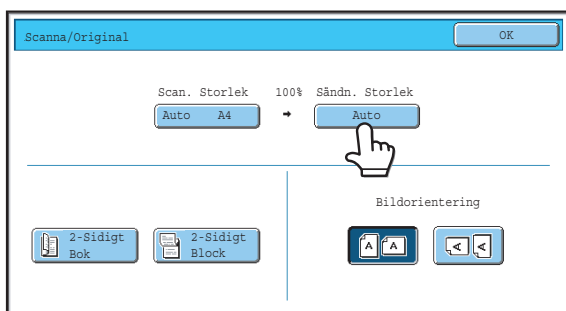 Scanna/Original
OK
Scan. Storlek 100% Sändn. Storlek
Auto A4 → Auto
Bildorientering
2-Sidigt
Bok
2-Sidigt
Block
A A A A